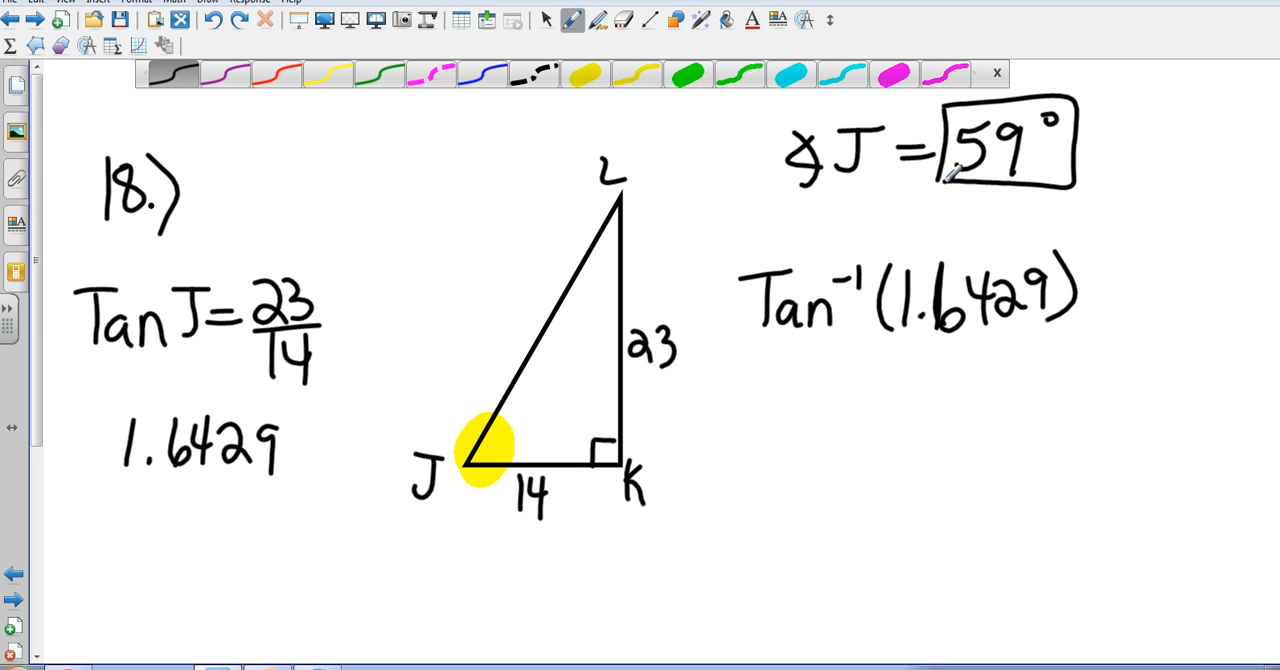 18.)
Tan J = 23/14
1.6429
L
23
J
14
K
∡ J = 59°
Tan⁻¹ (1.6429)
Σ
A
x